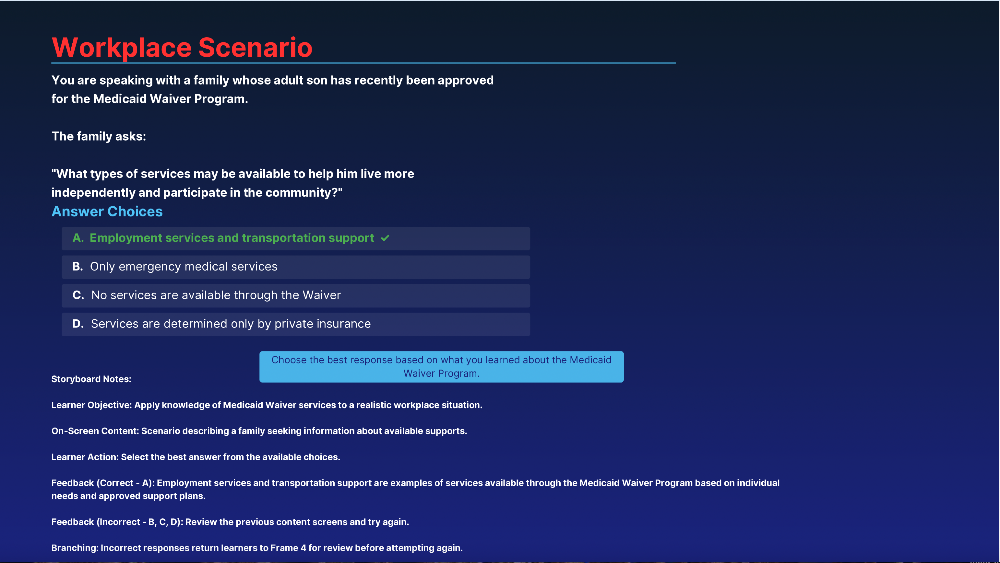 Workplace Scenario
You are speaking with a family whose adult son has recently been approved
for the Medicaid Waiver Program.
The family asks:
"What types of services may be available to help him live more
independently and participate in the community?"
Answer Choices
A. Employment services and transportation support ✓
B. Only emergency medical services
C. No services are available through the Waiver
D. Services are determined only by private insurance
Choose the best response based on what you learned about the Medicaid
Waiver Program.
Storyboard Notes:
Learner Objective: Apply knowledge of Medicaid Waiver services to a realistic workplace situation.
On-Screen Content: Scenario describing a family seeking information about available supports.
Learner Action: Select the best answer from the available choices.
Feedback (Correct - A): Employment services and transportation support are examples of services available through the Medicaid Waiver Program based on individual
needs and approved support plans.
Feedback (Incorrect - B, C, D): Review the previous content screens and try again.
Branching: Incorrect responses return learners to Frame 4 for review before attempting again.